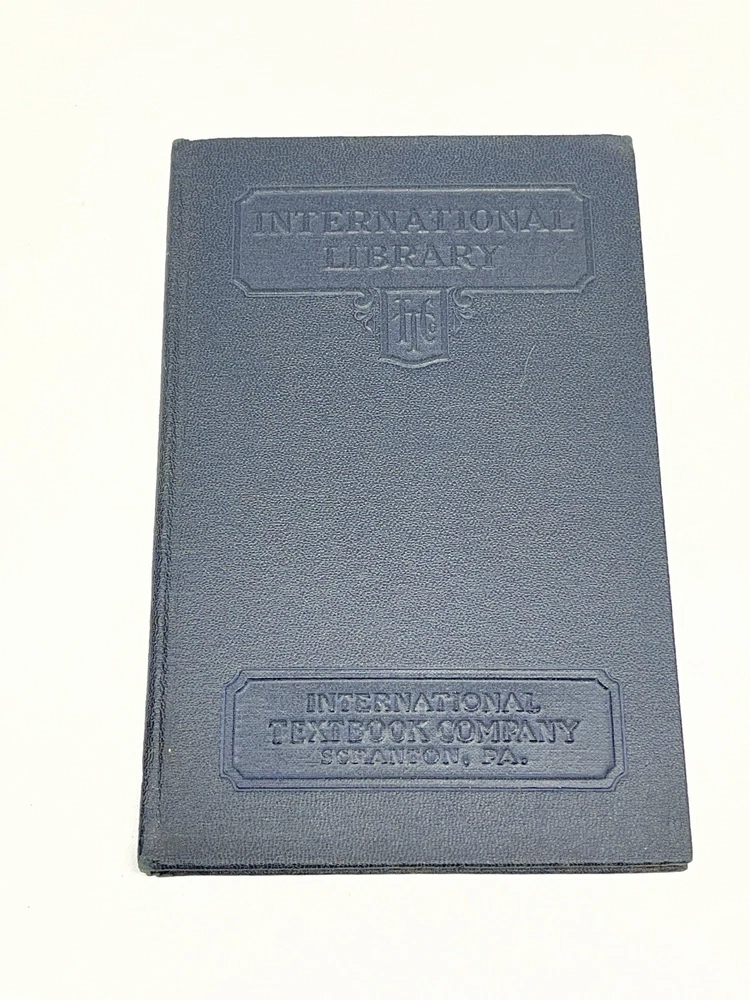 INTERNATIONAL
LIBRARY
ITC
INTERNATIONAL
TEXTBOOK COMPANY
SCRANTON, PA.